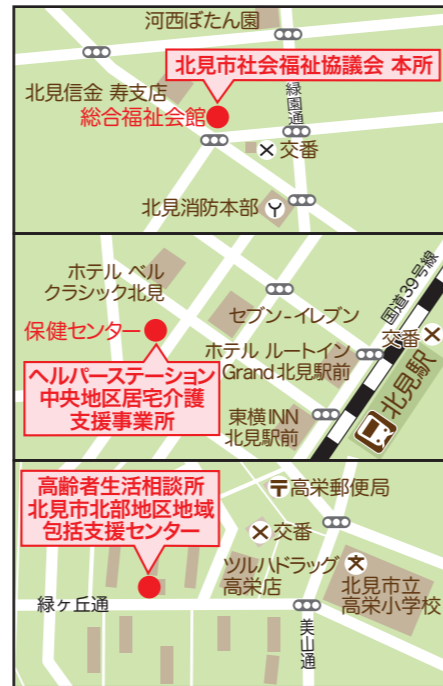 河西ぼたん園
北見市社会福祉協議会 本所
北見信金 寿支店
緑園通
総合福祉会館
交番
北見消防本部
ホテル ベル
クラシック北見
国道39号線
セブン-イレブン
保健センター
交番
ホテル ルートイン
Grand北見駅前
ヘルパーステーション
中央地区居宅介護
支援事業所
北見駅
東横INN
北見駅前
高齢者生活相談所
北見市北部地区地域
包括支援センター
〒高栄郵便局
交番
ツルハドラッグ
高栄店
北見市立
高栄小学校
緑ヶ丘通
美山通